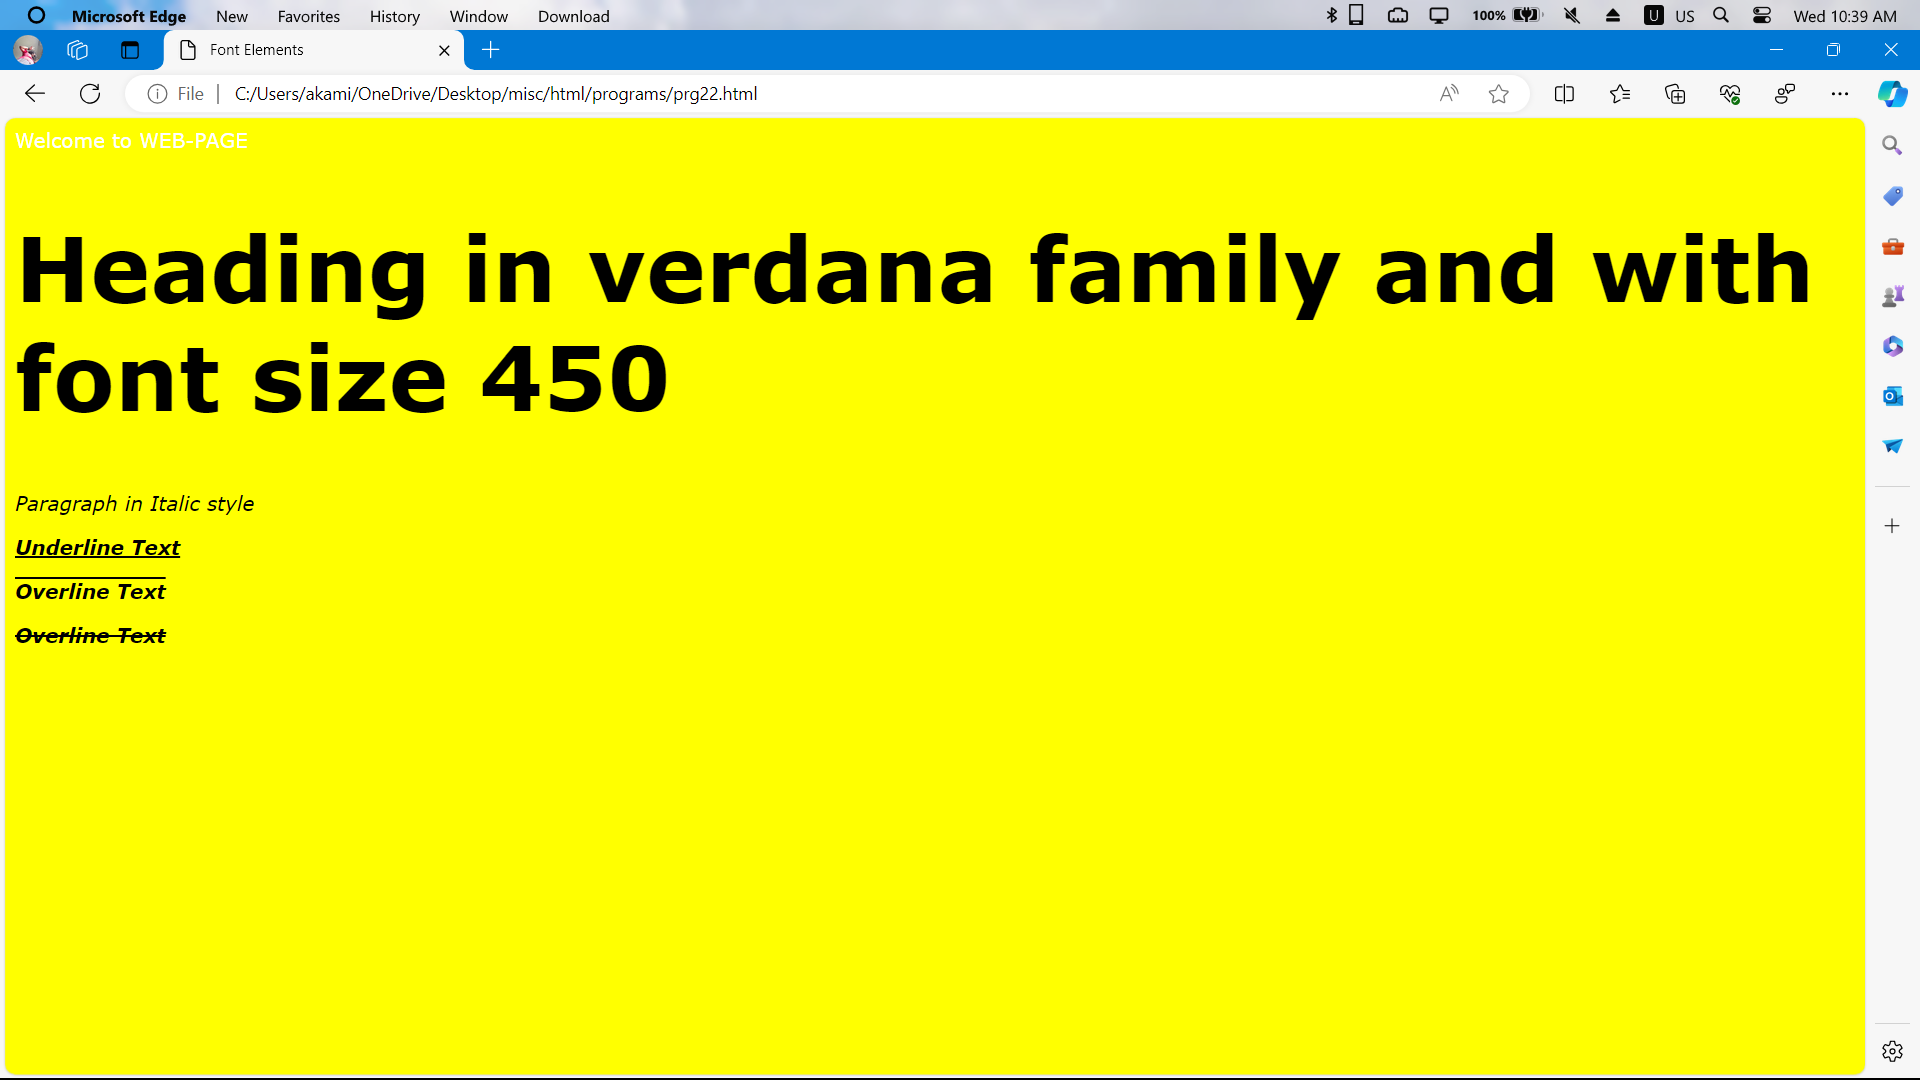 Microsoft Edge New Favorites History Window Download 100% U US Wed 10:39 AM
Font Elements
File C:/Users/akami/OneDrive/Desktop/misc/html/programs/prg22.html
Welcome to WEB-PAGE
Heading in verdana family and with
font size 450
Paragraph in Italic style
Underline Text
Overline Text
Overline Text